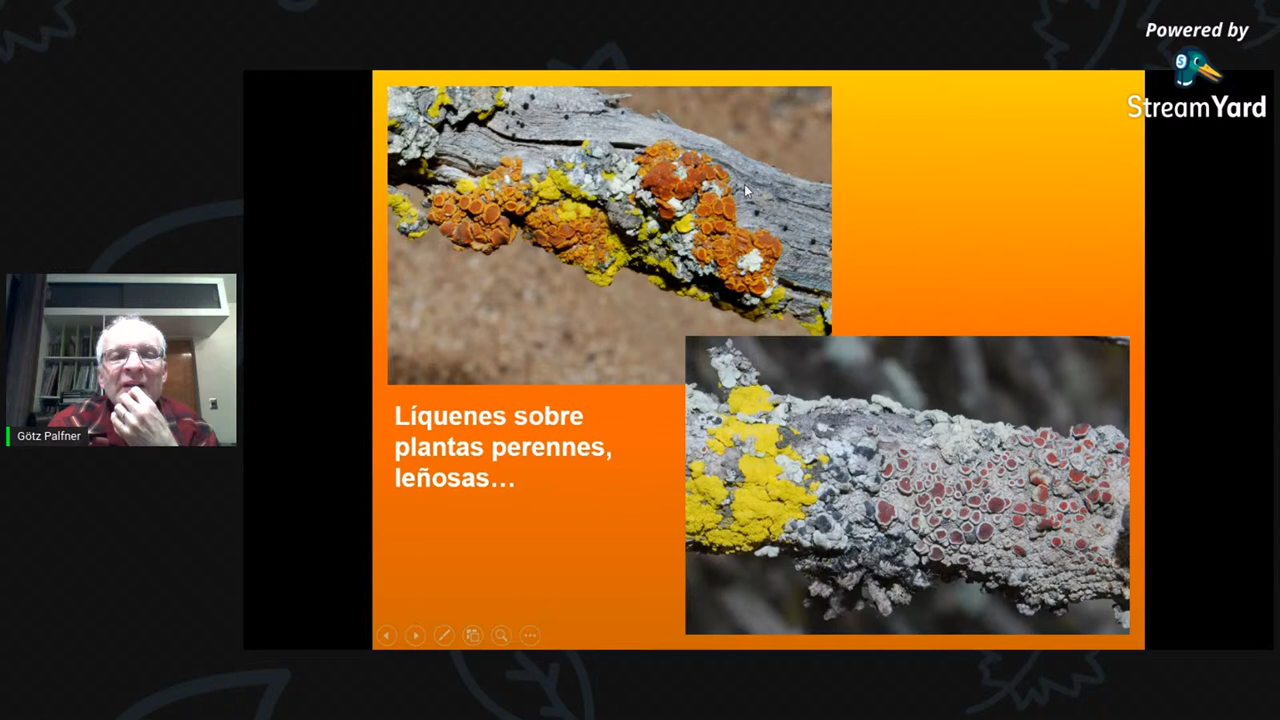 Powered by
StreamYard
Líquenes sobre
plantas perennes,
leñosas…
Götz Palfner